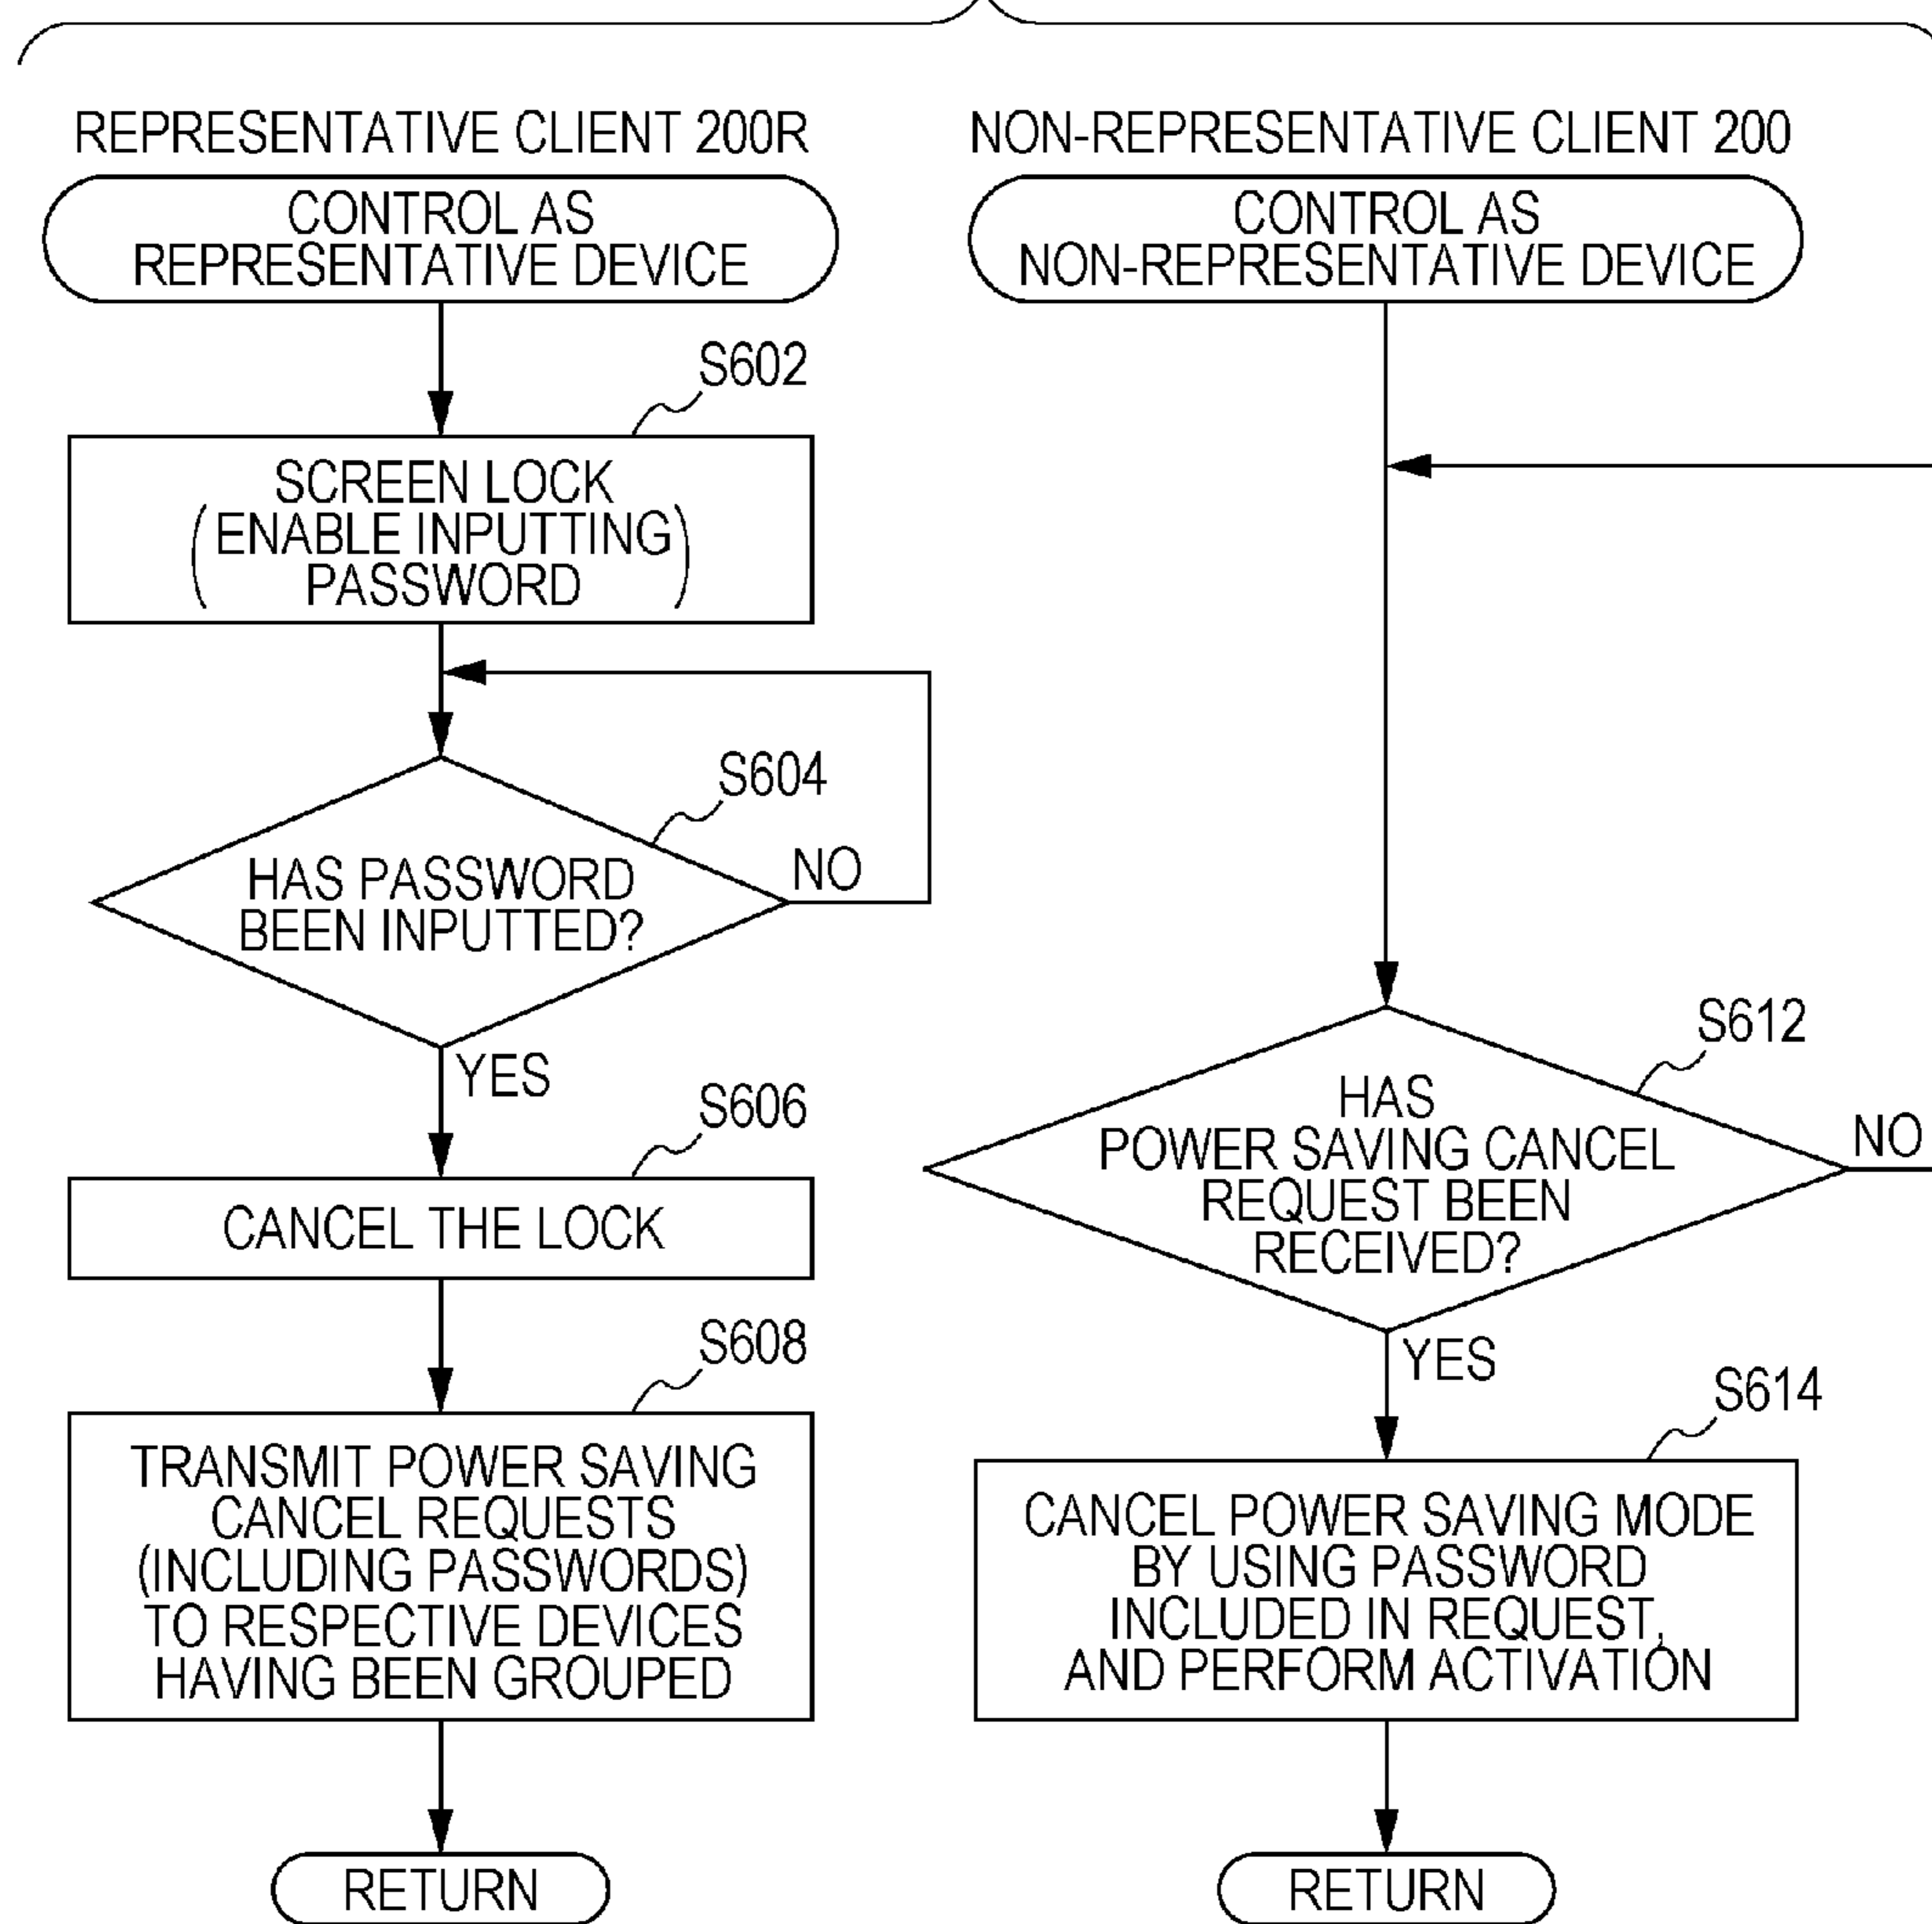 REPRESENTATIVE CLIENT 200R
CONTROL AS
REPRESENTATIVE DEVICE
S602
SCREEN LOCK
(ENABLE INPUTTING
PASSWORD)
S604
HAS PASSWORD
BEEN INPUTTED?
NO
YES
S606
CANCEL THE LOCK
S608
TRANSMIT POWER SAVING
CANCEL REQUESTS
(INCLUDING PASSWORDS)
TO RESPECTIVE DEVICES
HAVING BEEN GROUPED
RETURN
NON-REPRESENTATIVE CLIENT 200
CONTROL AS
NON-REPRESENTATIVE DEVICE
S612
HAS
POWER SAVING CANCEL
REQUEST BEEN
RECEIVED?
NO
YES
S614
CANCEL POWER SAVING MODE
BY USING PASSWORD
INCLUDED IN REQUEST,
AND PERFORM ACTIVATION
RETURN